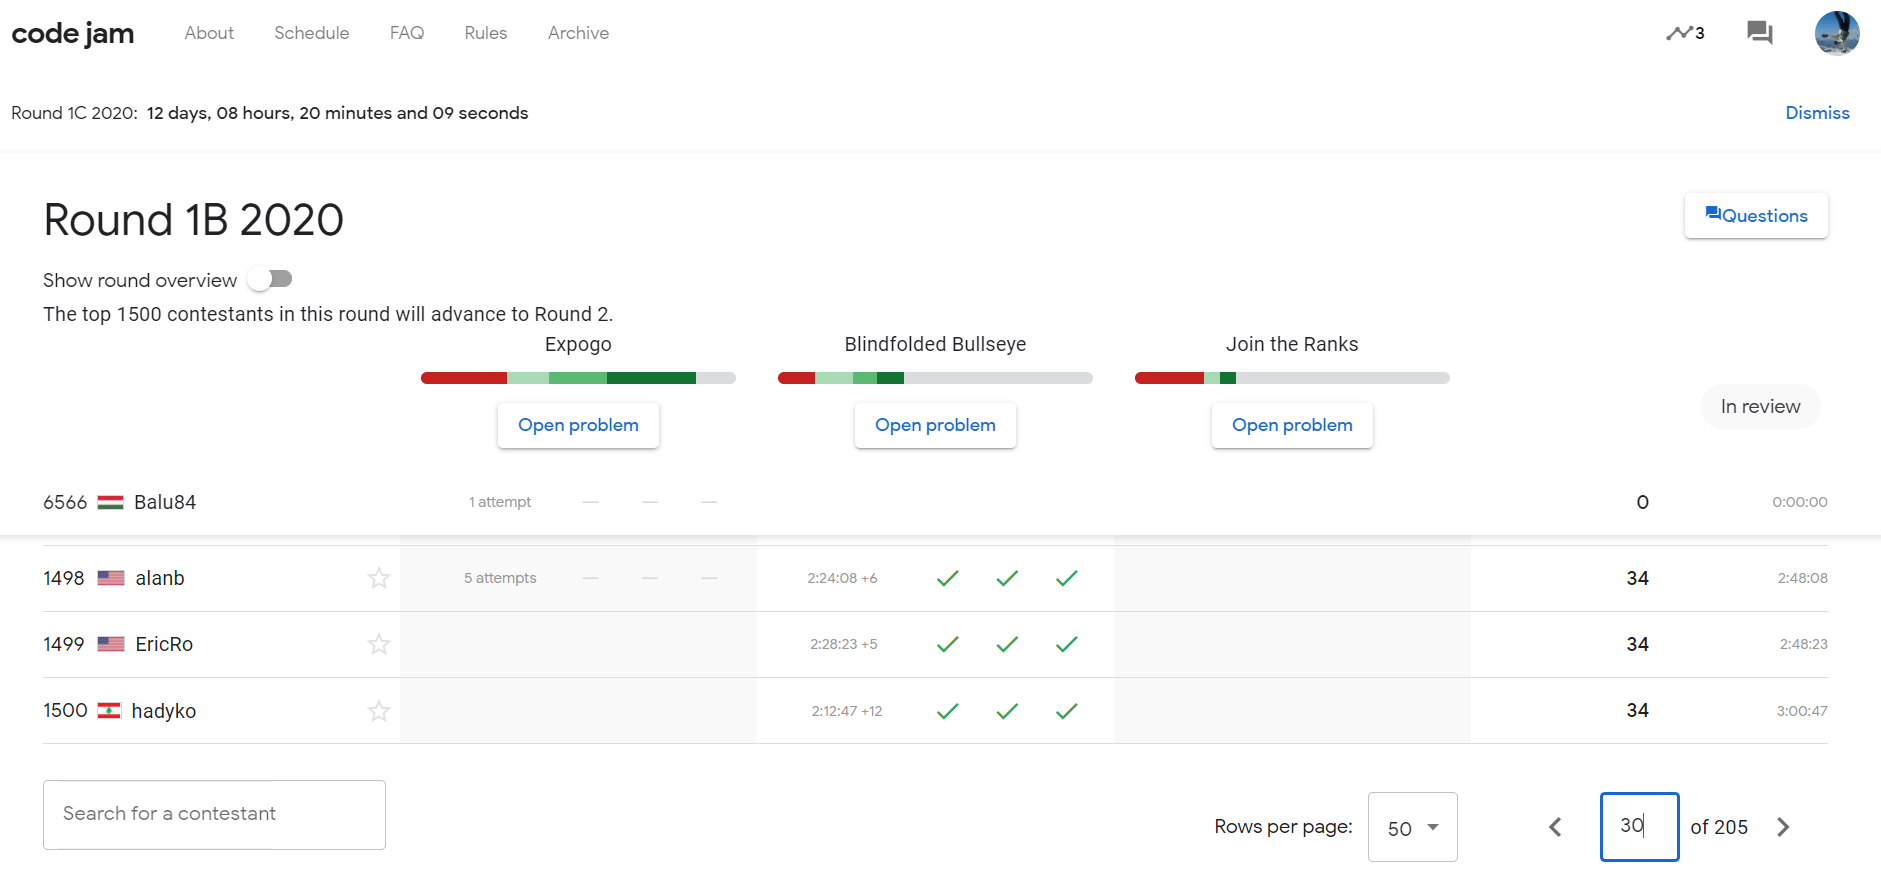 code jam About Schedule FAQ Rules Archive 3
Round 1C 2020: 12 days, 08 hours, 20 minutes and 09 seconds Dismiss
Round 1B 2020 Questions
Show round overview
The top 1500 contestants in this round will advance to Round 2.
Expogo Blindfolded Bullseye Join the Ranks
In review
Open problem Open problem Open problem
6566 Balu84 1 attempt — — — 0 0:00:00
1498 alanb 5 attempts — — — 2:24:08 +6 34 2:48:08
1499 EricRo 2:28:23 +5 34 2:48:23
1500 hadyko 2:12:47 +12 34 3:00:47
Search for a contestant Rows per page: 50 30 of 205